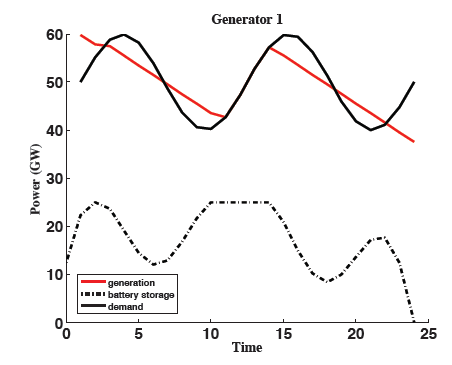 Generator 1
60
50
40
30
20
10
0
Power (GW)
generation
battery storage
demand
0 5 10 15 20 25
Time